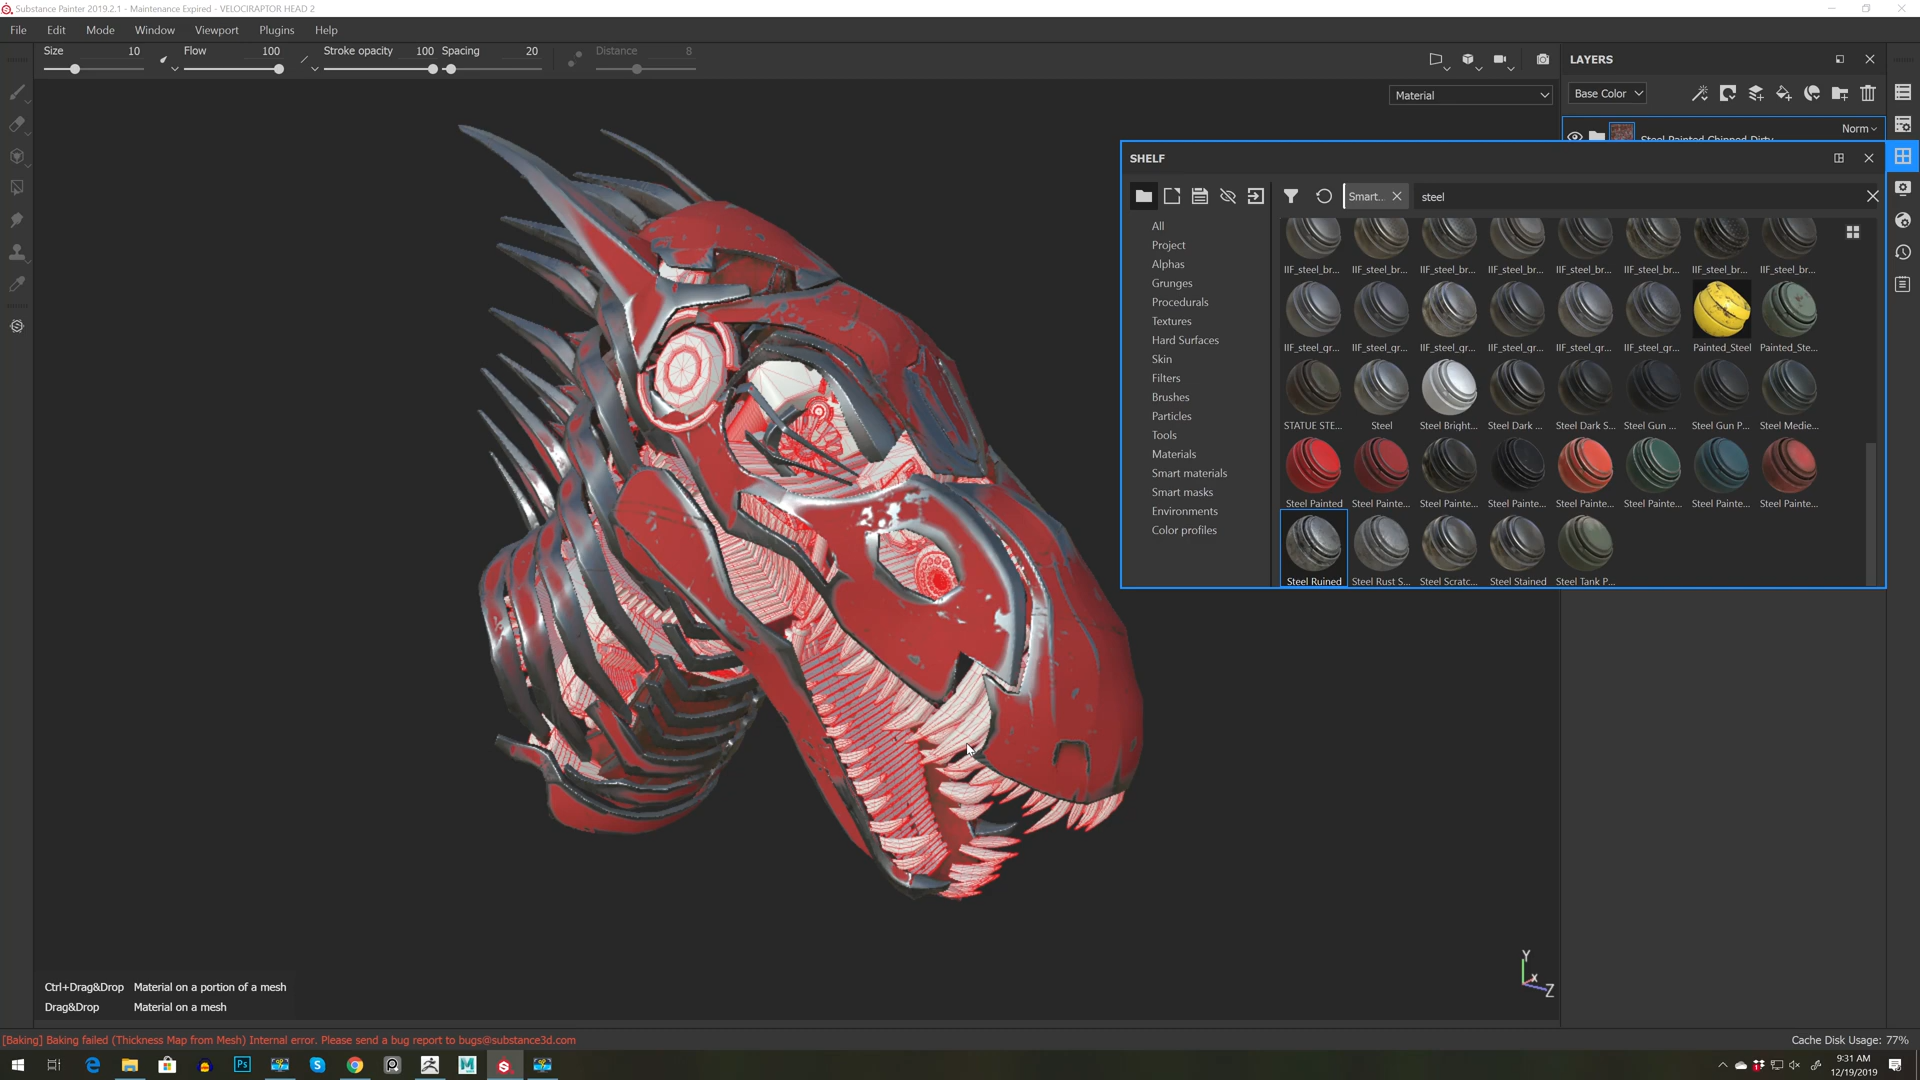 Substance Painter 2019.2.1 - Maintenance Expired - VELOCIRAPTOR HEAD 2
File Edit Mode Window Viewport Plugins Help
Size 10 Flow 100 Stroke opacity 100 Spacing 20 Distance 8
LAYERS
Material
Base Color
Norm
Steel Painted Chipped Dirty
SHELF
Smart... steel
All
Project
Alphas
Grunges
Procedurals
Textures
Hard Surfaces
Skin
Filters
Brushes
Particles
Tools
Materials
Smart materials
Smart masks
Environments
Color profiles
IIF_steel_br... IIF_steel_br... IIF_steel_br... IIF_steel_br... IIF_steel_br... IIF_steel_br... IIF_steel_br... IIF_steel_br...
IIF_steel_gr... IIF_steel_gr... IIF_steel_gr... IIF_steel_gr... IIF_steel_gr... IIF_steel_gr... Painted_Steel Painted_Ste...
STATUE STE... Steel Steel Bright... Steel Dark ... Steel Dark S... Steel Gun ... Steel Gun P... Steel Medie...
Steel Painted Steel Painte... Steel Painte... Steel Painte... Steel Painte... Steel Painte... Steel Painte... Steel Painte...
Steel Ruined Steel Rust S... Steel Scratc... Steel Stained Steel Tank P...
Y
X
Z
Ctrl+Drag&Drop Material on a portion of a mesh
Drag&Drop Material on a mesh
[Baking] Baking failed (Thickness Map from Mesh) Internal error. Please send a bug report to bugs@substance3d.com
Cache Disk Usage: 77%
Ps
M
9:31 AM
12/19/2019